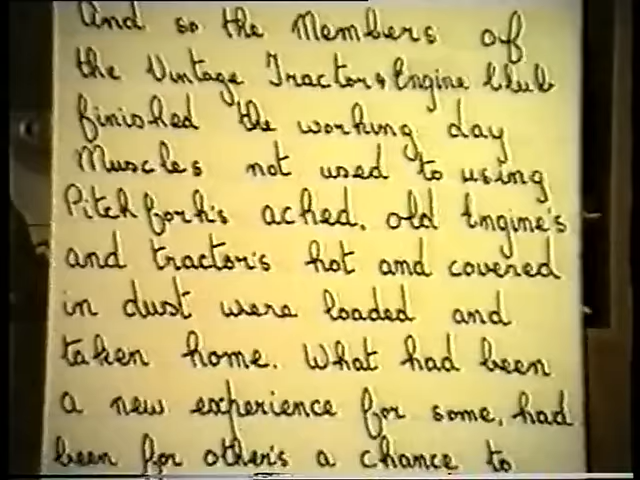 And so the Members of
the Vintage Tractor & Engine Club
finished the working day
Muscles not used to using
Pitchfork's ached. old Engine's
and tractor's hot and covered
in dust were loaded and
taken home. What had been
a new experience for some, had
been for other's a chance to